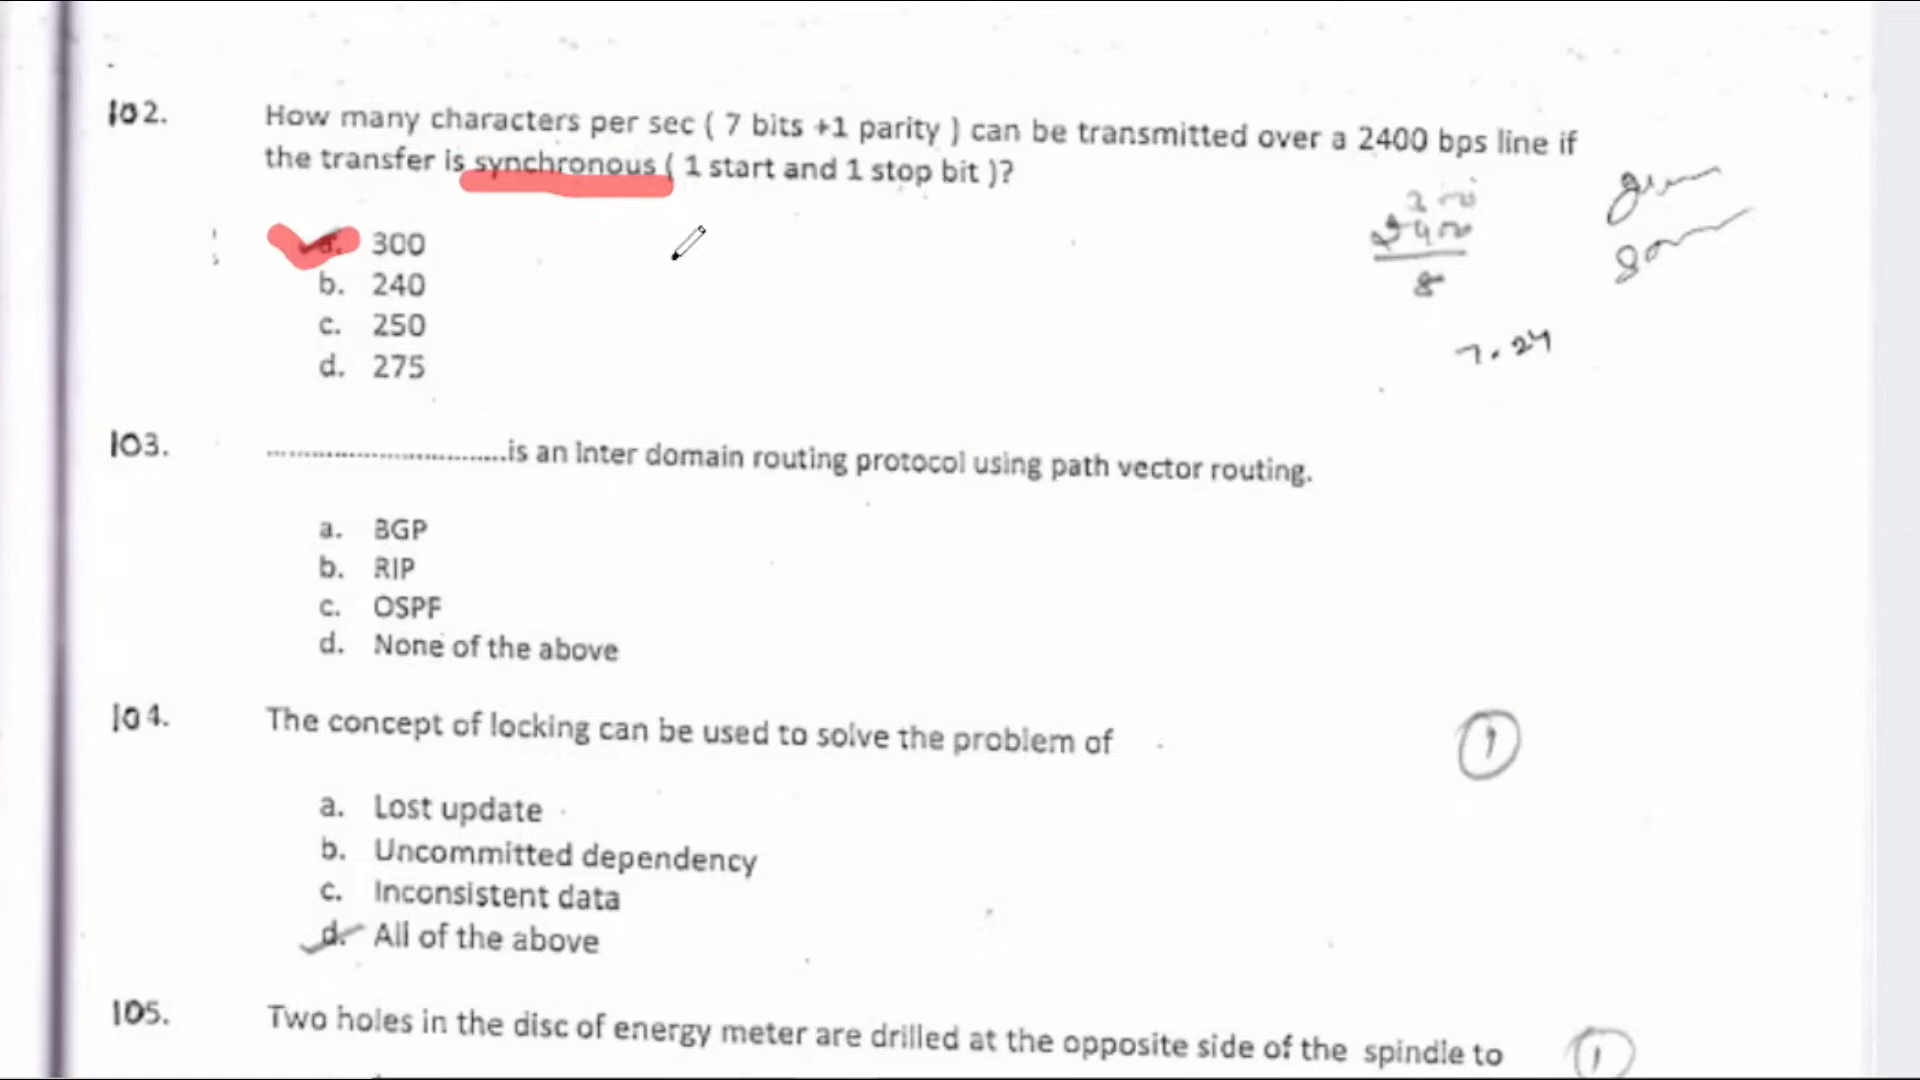 102.
How many characters per sec ( 7 bits +1 parity ) can be transmitted over a 2400 bps line if
the transfer is synchronous ( 1 start and 1 stop bit )?
a. 300
b. 240
c. 250
d. 275
2400
8
7.24
103.
................................is an Inter domain routing protocol using path vector routing.
a. BGP
b. RIP
c. OSPF
d. None of the above
104.
The concept of locking can be used to solve the problem of
1
a. Lost update
b. Uncommitted dependency
c. Inconsistent data
d. All of the above
105.
Two holes in the disc of energy meter are drilled at the opposite side of the spindle to
1